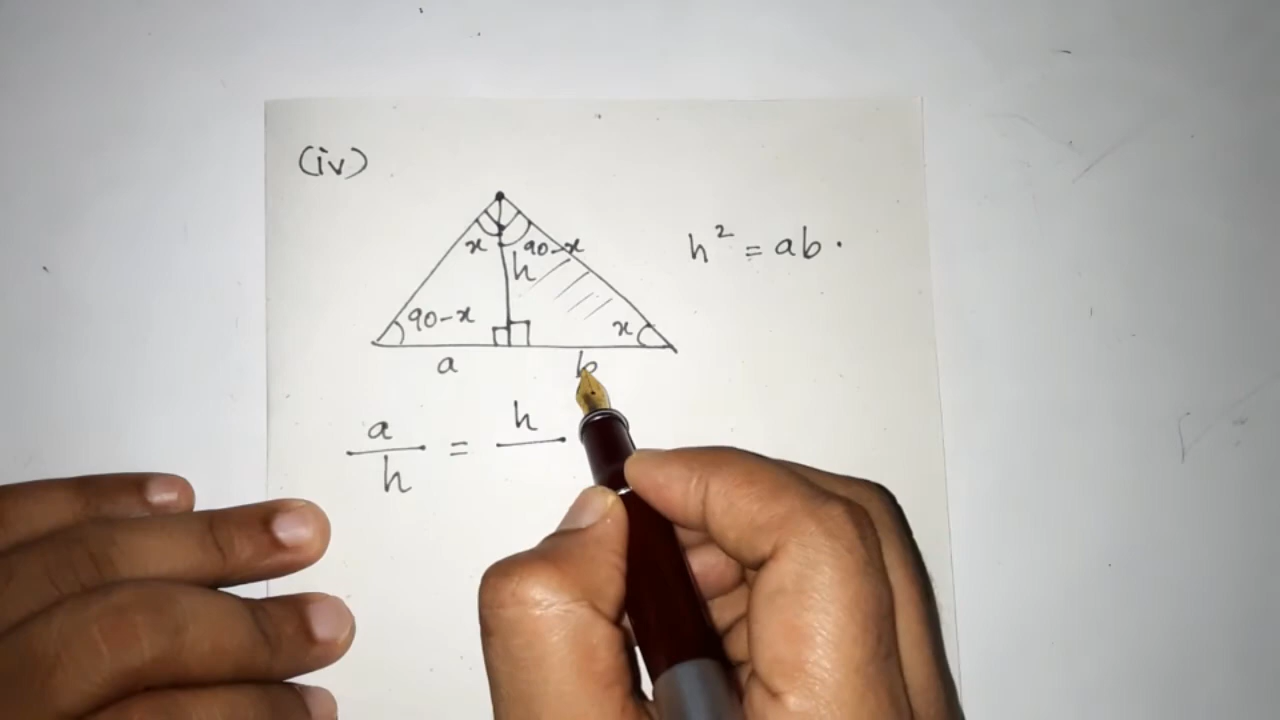 (iv)
x 90-x
h
h² = ab.
90-x x
a b
a/h = h/